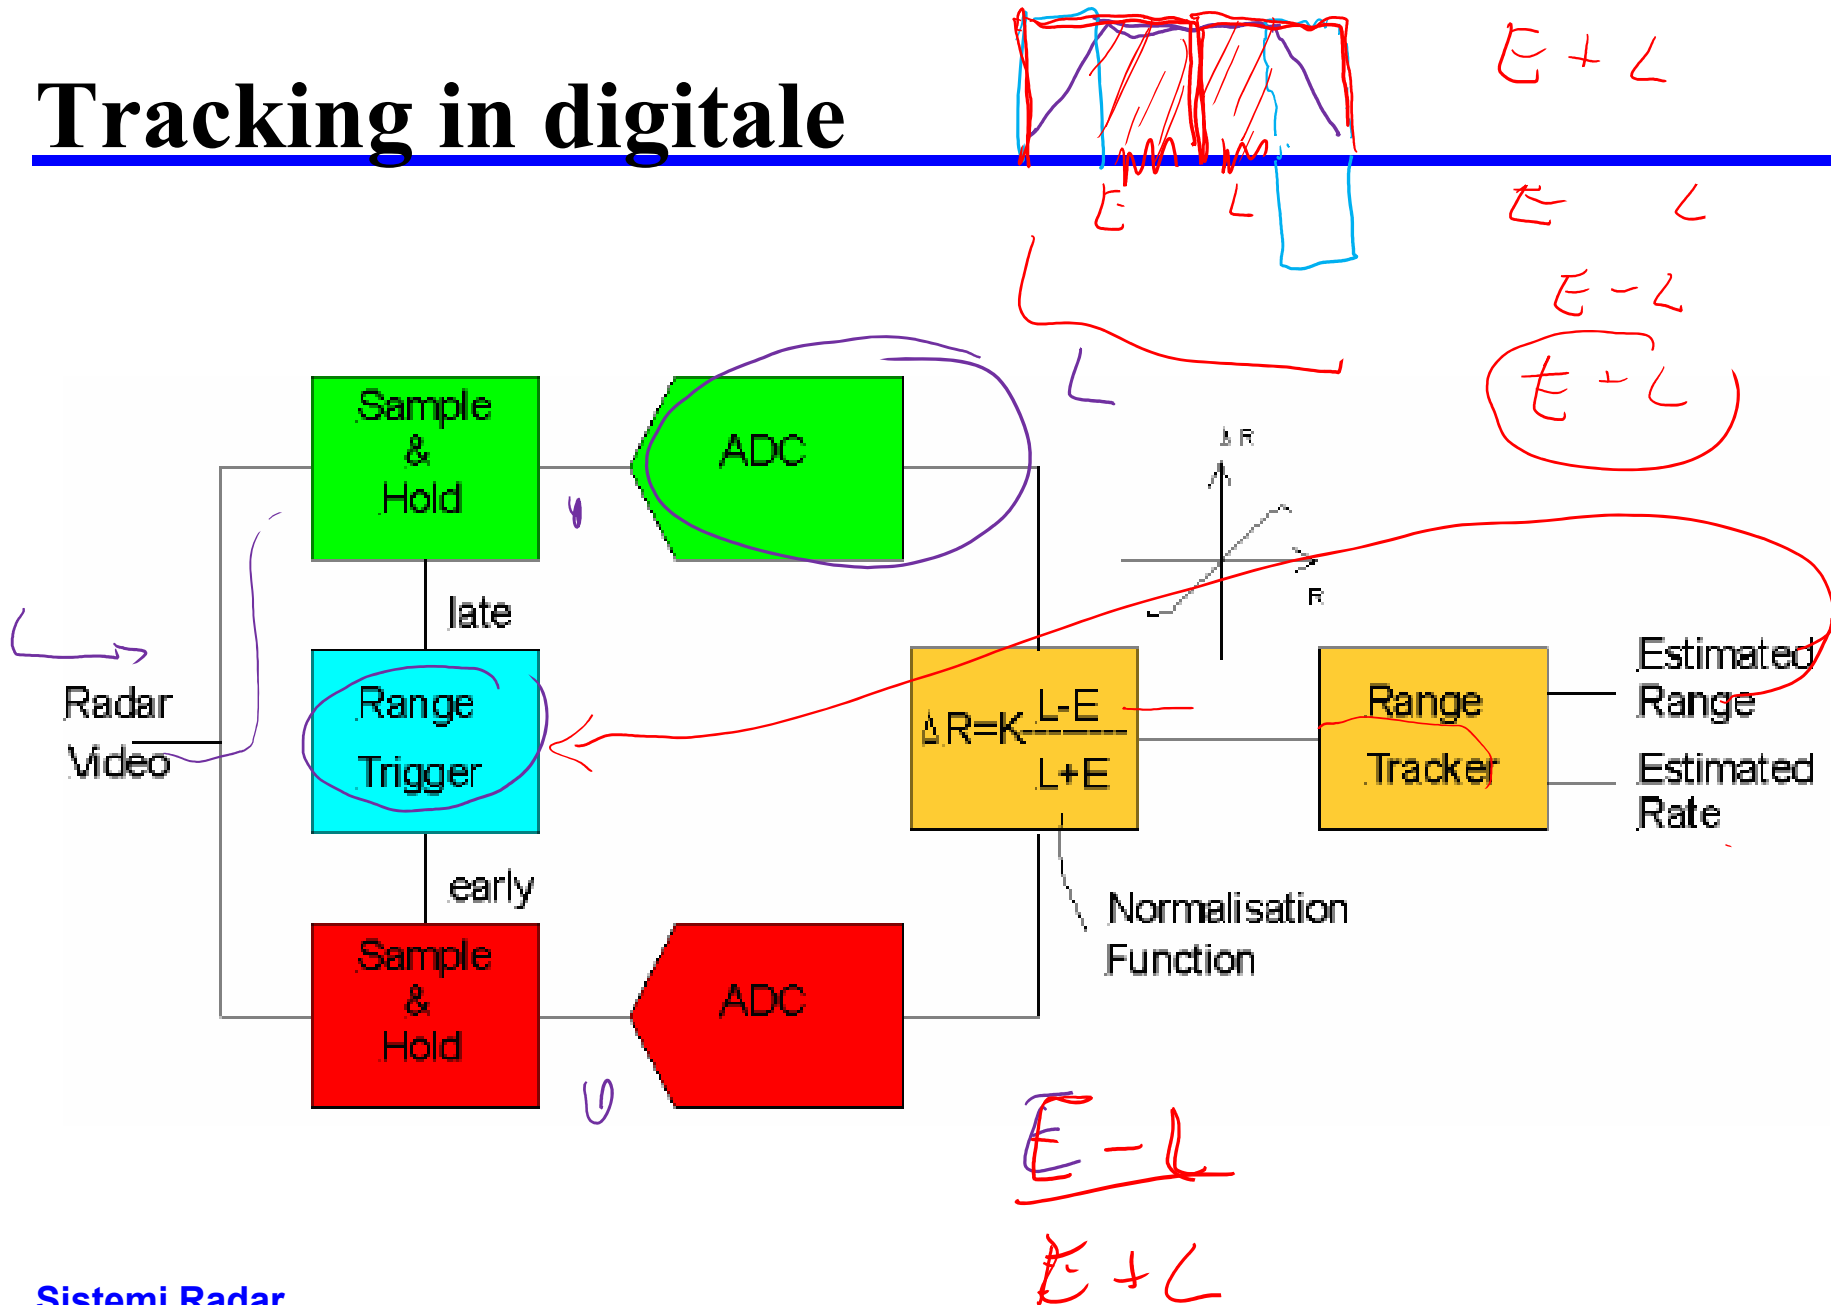 E + L
Tracking in digitale
E L
E L
E - L
E + L
L
Sample
&
Hold
ADC
Δ R
R
late
Radar
Video
Range
Trigger
ΔR=K L-E
--------
L+E
Range
Tracker
Estimated
Range
Estimated
Rate
early
Normalisation
Function
Sample
&
Hold
ADC
E - L
E + L
Sistemi Radar